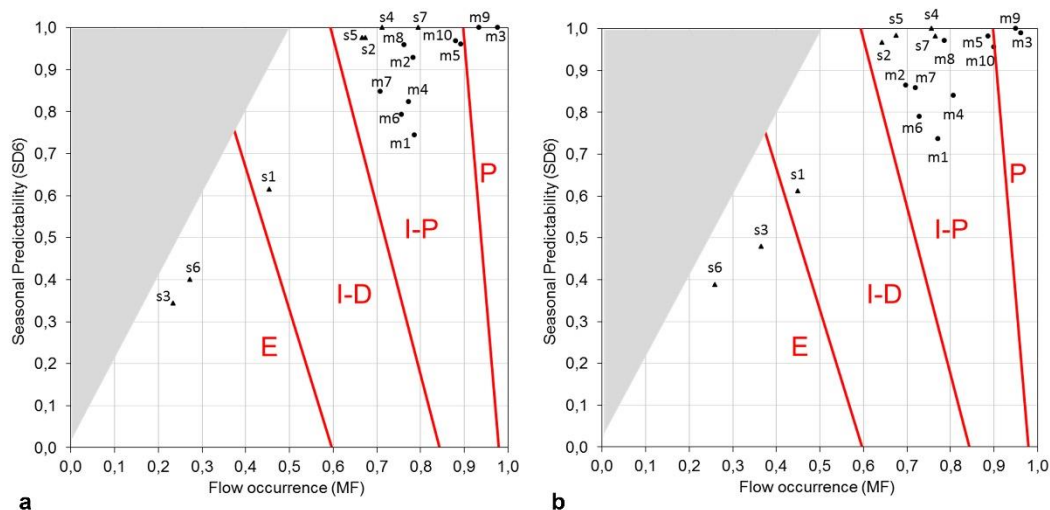 Seasonal Predictability (SD6)
1,0
0,9
0,8
0,7
0,6
0,5
0,4
0,3
0,2
0,1
0,0
s4 s7 m9
s5 m8 m10 m3
s2 m2 m5
m7 m4
m6
m1
P
s1
I-P
s6
I-D
s3
E
0,0 0,1 0,2 0,3 0,4 0,5 0,6 0,7 0,8 0,9 1,0
Flow occurrence (MF)
a
Seasonal Predictability (SD6)
1,0
0,9
0,8
0,7
0,6
0,5
0,4
0,3
0,2
0,1
0,0
s5 s4 m9
s2 s7 m5 m3
m8 m10
m2 m7
m4
m6
m1
P
s1
s3
I-P
s6
I-D
E
0,0 0,1 0,2 0,3 0,4 0,5 0,6 0,7 0,8 0,9 1,0
Flow occurrence (MF)
b